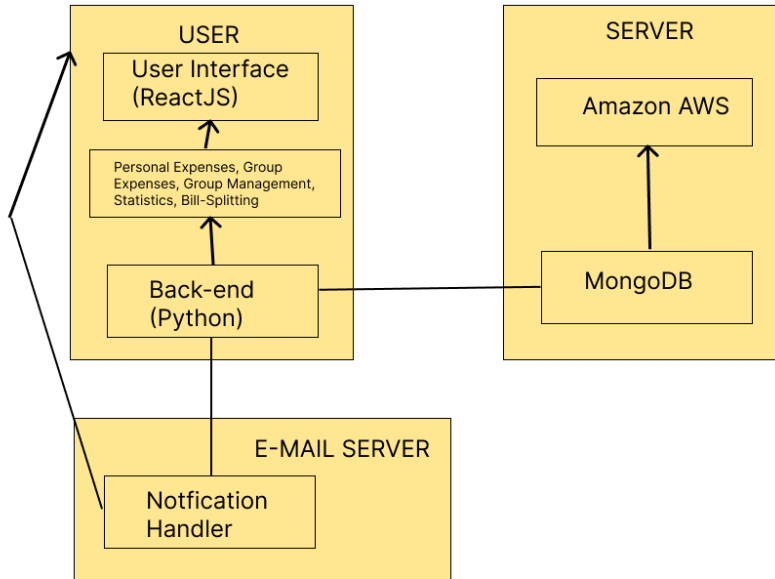 USER
User Interface
(ReactJS)
Personal Expenses, Group
Expenses, Group Management,
Statistics, Bill-Splitting
Back-end
(Python)
SERVER
Amazon AWS
MongoDB
E-MAIL SERVER
Notfication
Handler